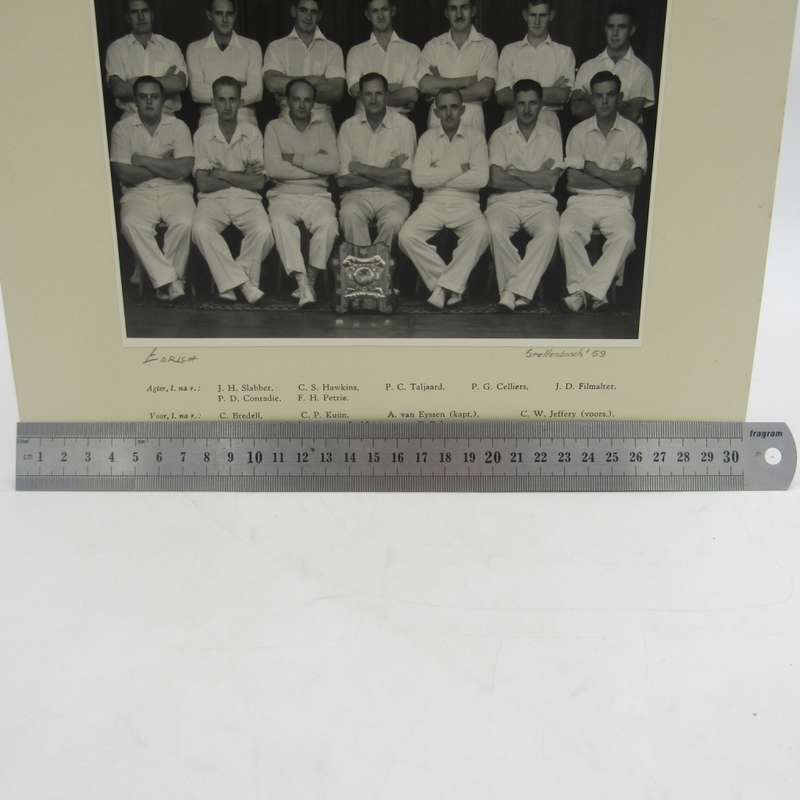 Edrich Stellenbosch '59
Agter, l. na r.: J. H. Slabber, C. S. Hawkins, P. C. Taljaard, P. G. Celliers, J. D. Filmalter,
P. D. Conradie, F. H. Petrie.
Voor, l. na r.: C. Bredell, C. P. Kuün, A. van Eyssen (kapt.), C. W. Jeffery (voors.),
fragram
cm 1 2 3 4 5 6 7 8 9 10 11 12 13 14 15 16 17 18 19 20 21 22 23 24 25 26 27 28 29 30